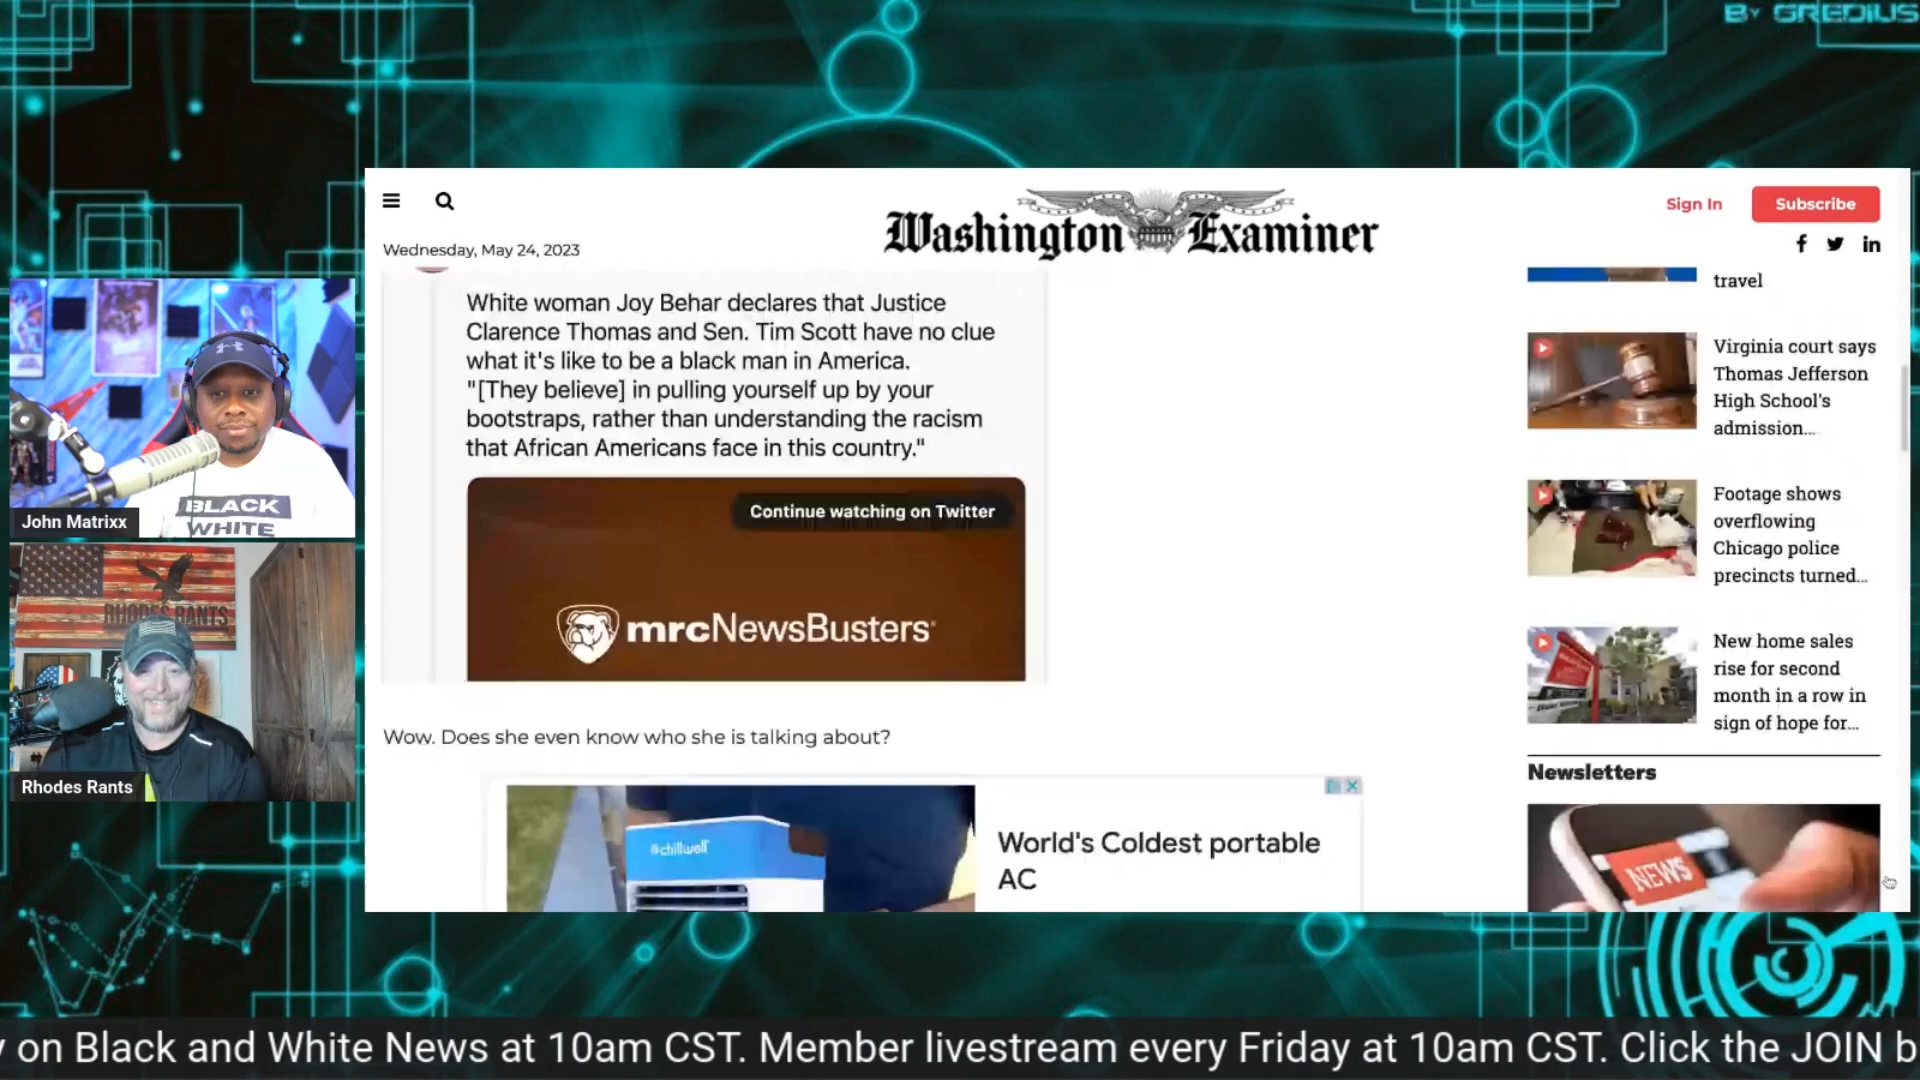 BY GREDIUS
Sign In
Subscribe
Washington Examiner
Wednesday, May 24, 2023
White woman Joy Behar declares that Justice
Clarence Thomas and Sen. Tim Scott have no clue
what it's like to be a black man in America.
"[They believe] in pulling yourself up by your
bootstraps, rather than understanding the racism
that African Americans face in this country."
Continue watching on Twitter
mrcNewsBusters
Wow. Does she even know who she is talking about?
@chillwell
World's Coldest portable
AC
travel
Virginia court says
Thomas Jefferson
High School's
admission...
Footage shows
overflowing
Chicago police
precincts turned...
New home sales
rise for second
month in a row in
sign of hope for...
Newsletters
NEWS
BLACK
WHITE
John Matrixx
RHODES RANTS
Rhodes Rants
y on Black and White News at 10am CST. Member livestream every Friday at 10am CST. Click the JOIN b